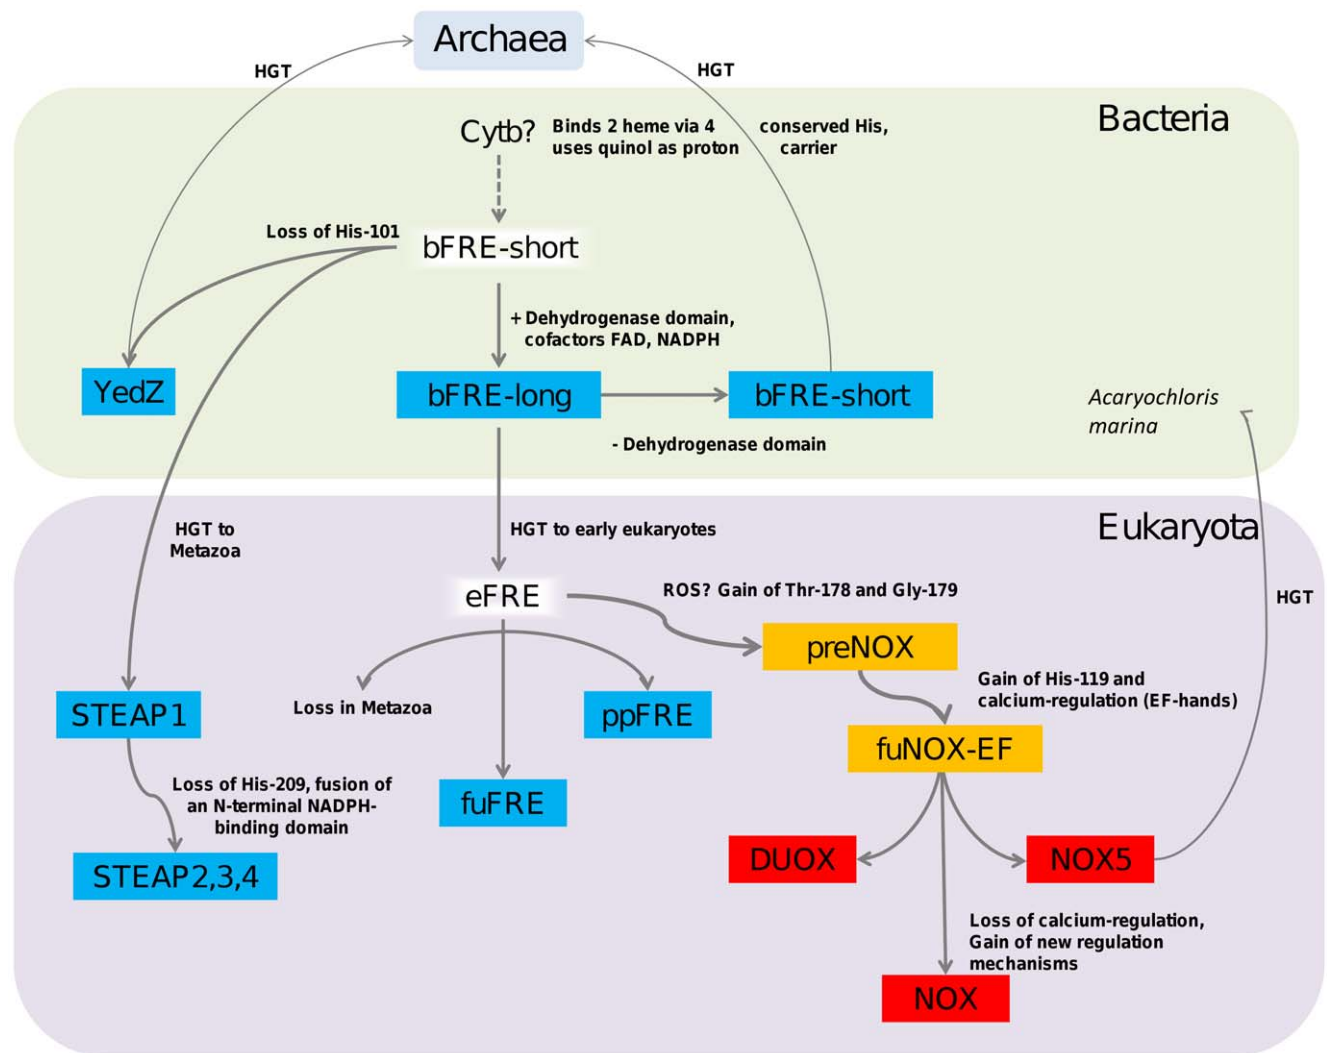 Archaea
HGT
HGT
Bacteria
Cytb?
Binds 2 heme via 4 conserved His,
uses quinol as proton carrier
Loss of His-101
bFRE-short
+ Dehydrogenase domain,
cofactors FAD, NADPH
YedZ
bFRE-long
bFRE-short
Acaryochloris
marina
- Dehydrogenase domain
Eukaryota
HGT to
Metazoa
HGT to early eukaryotes
eFRE
ROS? Gain of Thr-178 and Gly-179
HGT
preNOX
Gain of His-119 and
calcium-regulation (EF-hands)
STEAP1
Loss in Metazoa
ppFRE
fuNOX-EF
Loss of His-209, fusion of
an N-terminal NADPH-
binding domain
fuFRE
STEAP2,3,4
DUOX
NOX5
Loss of calcium-regulation,
Gain of new regulation
mechanisms
NOX